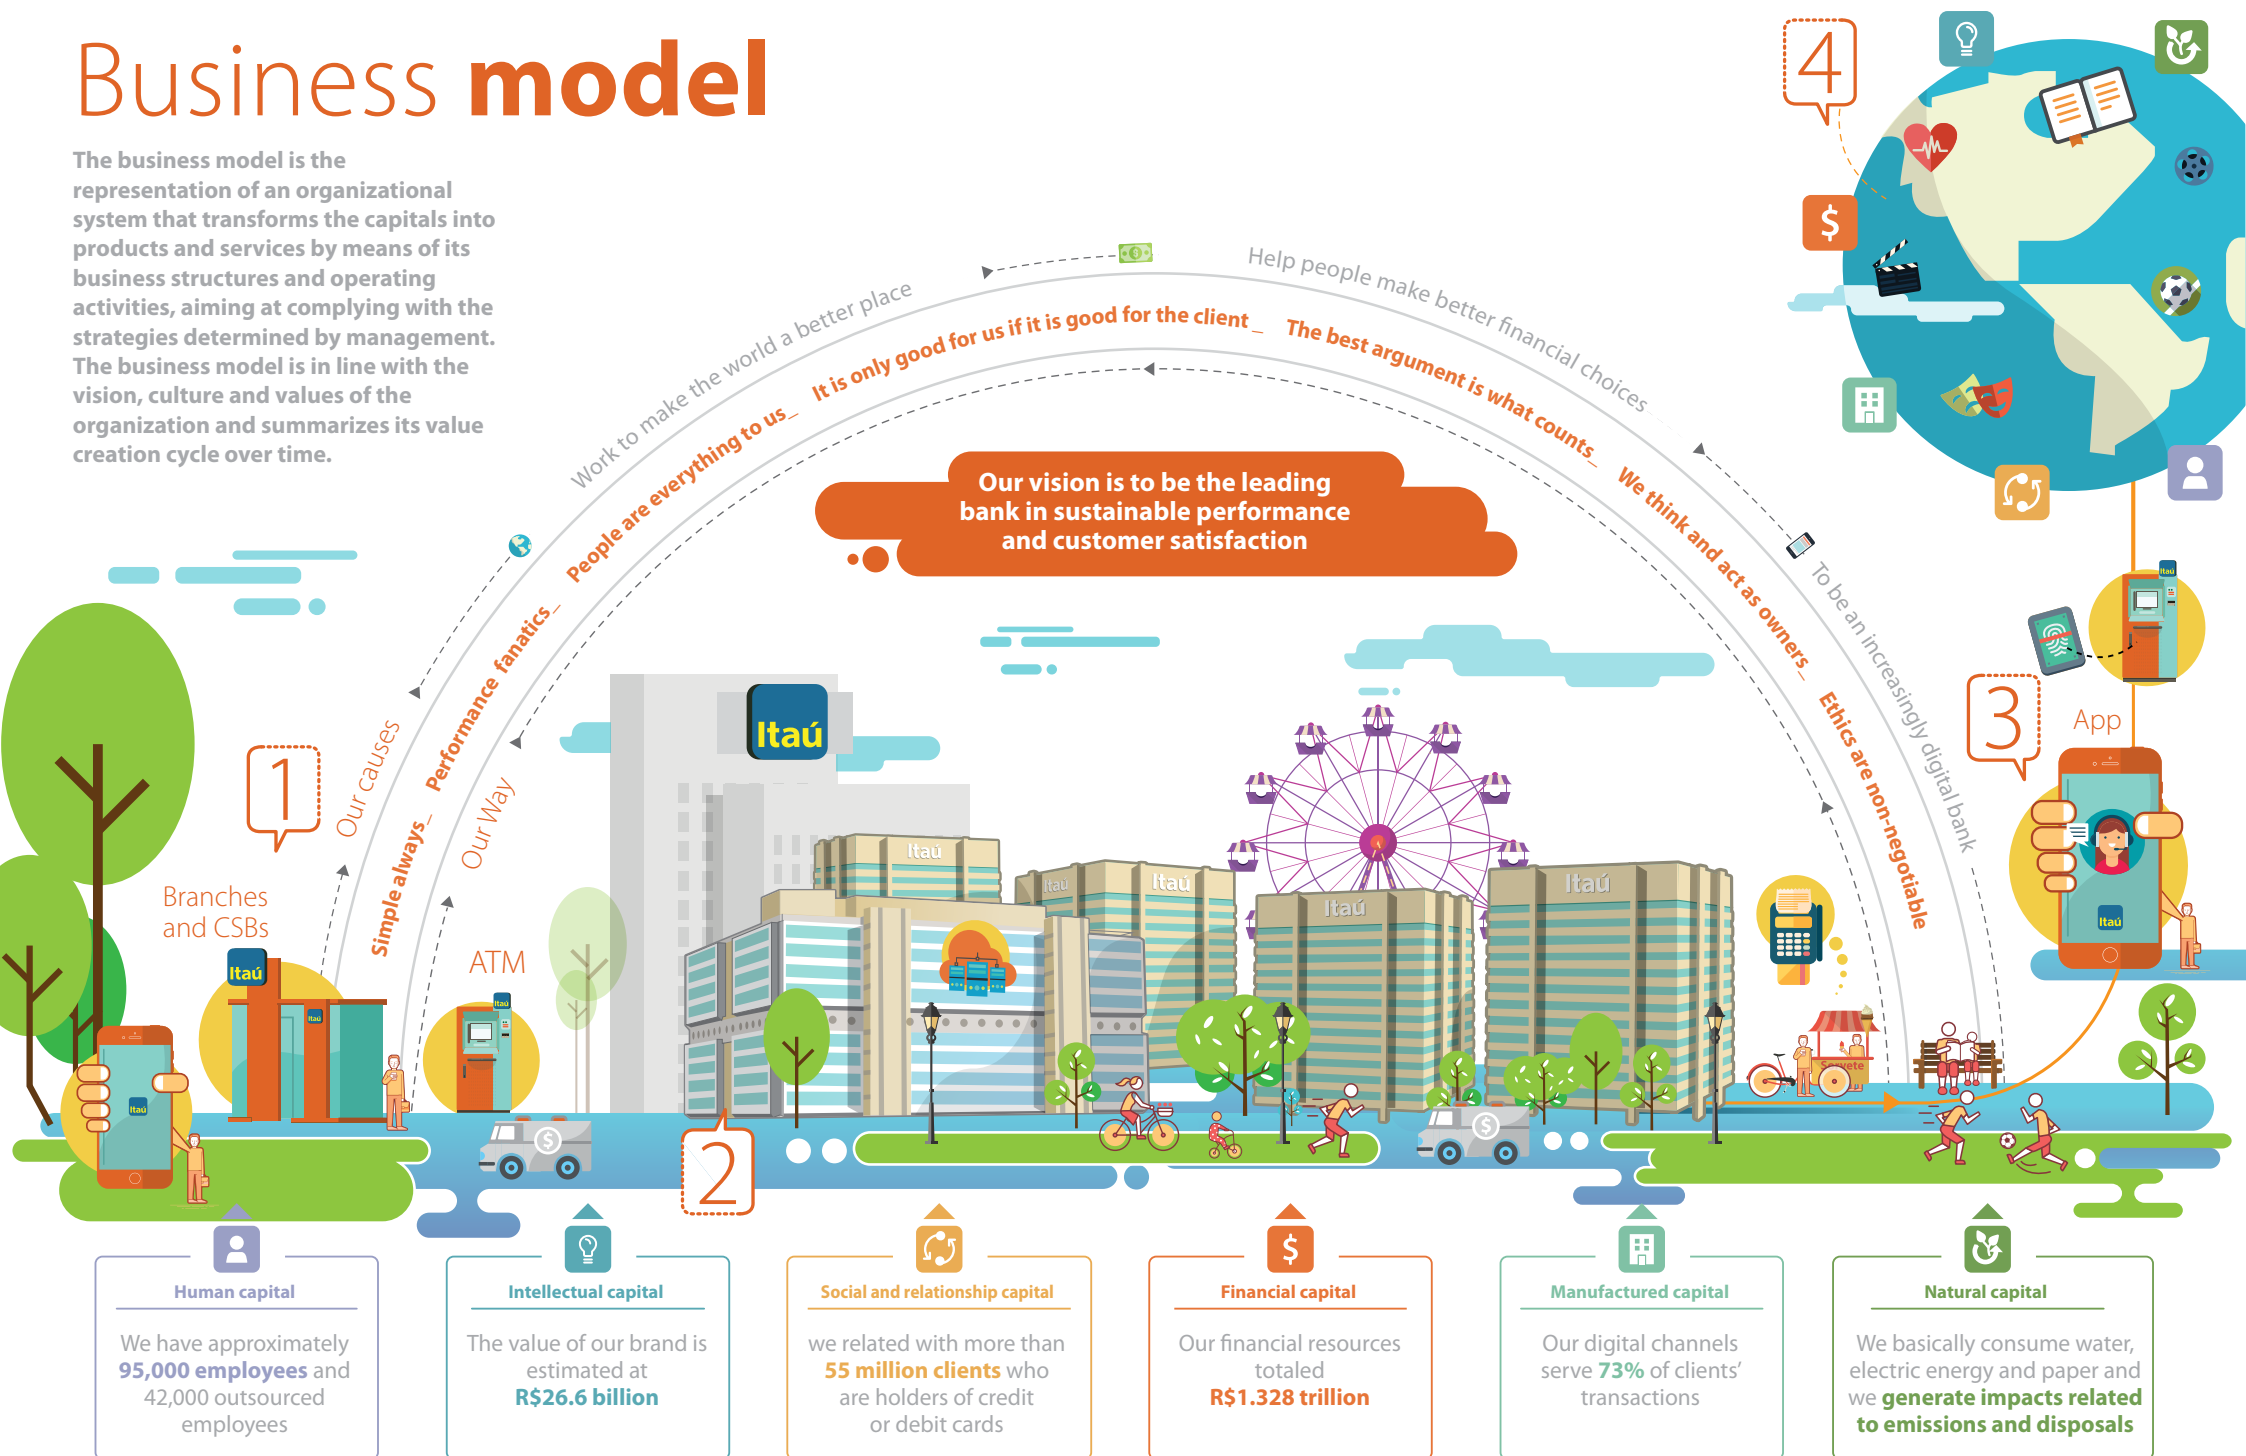 Business model
The business model is the
representation of an organizational
system that transforms the capitals into
products and services by means of its
business structures and operating
activities, aiming at complying with the
strategies determined by management.
The business model is in line with the
vision, culture and values of the
organization and summarizes its value
creation cycle over time.
4
Our causes
Work to make the world a better place
Help people make better financial choices
To be an increasingly digital bank
Our Way
Simple always_ Performance fanatics_ People are everything to us_ It is only good for us if it is good for the client_ The best argument is what counts_ We think and act as owners_ Ethics are non-negotiable
Our vision is to be the leading
bank in sustainable performance
and customer satisfaction
1
Branches
and CSBs
Itaú
Itaú
Itaú
ATM
Itaú
Itaú
Itaú
Itaú
Itaú
Itaú
Itaú
Sorvete
2
3
App
Itaú
Itaú
Human capital
We have approximately
95,000 employees and
42,000 outsourced
employees
Intellectual capital
The value of our brand is
estimated at
R$26.6 billion
Social and relationship capital
we related with more than
55 million clients who
are holders of credit
or debit cards
Financial capital
Our financial resources
totaled
R$1.328 trillion
Manufactured capital
Our digital channels
serve 73% of clients'
transactions
Natural capital
We basically consume water,
electric energy and paper and
we generate impacts related
to emissions and disposals